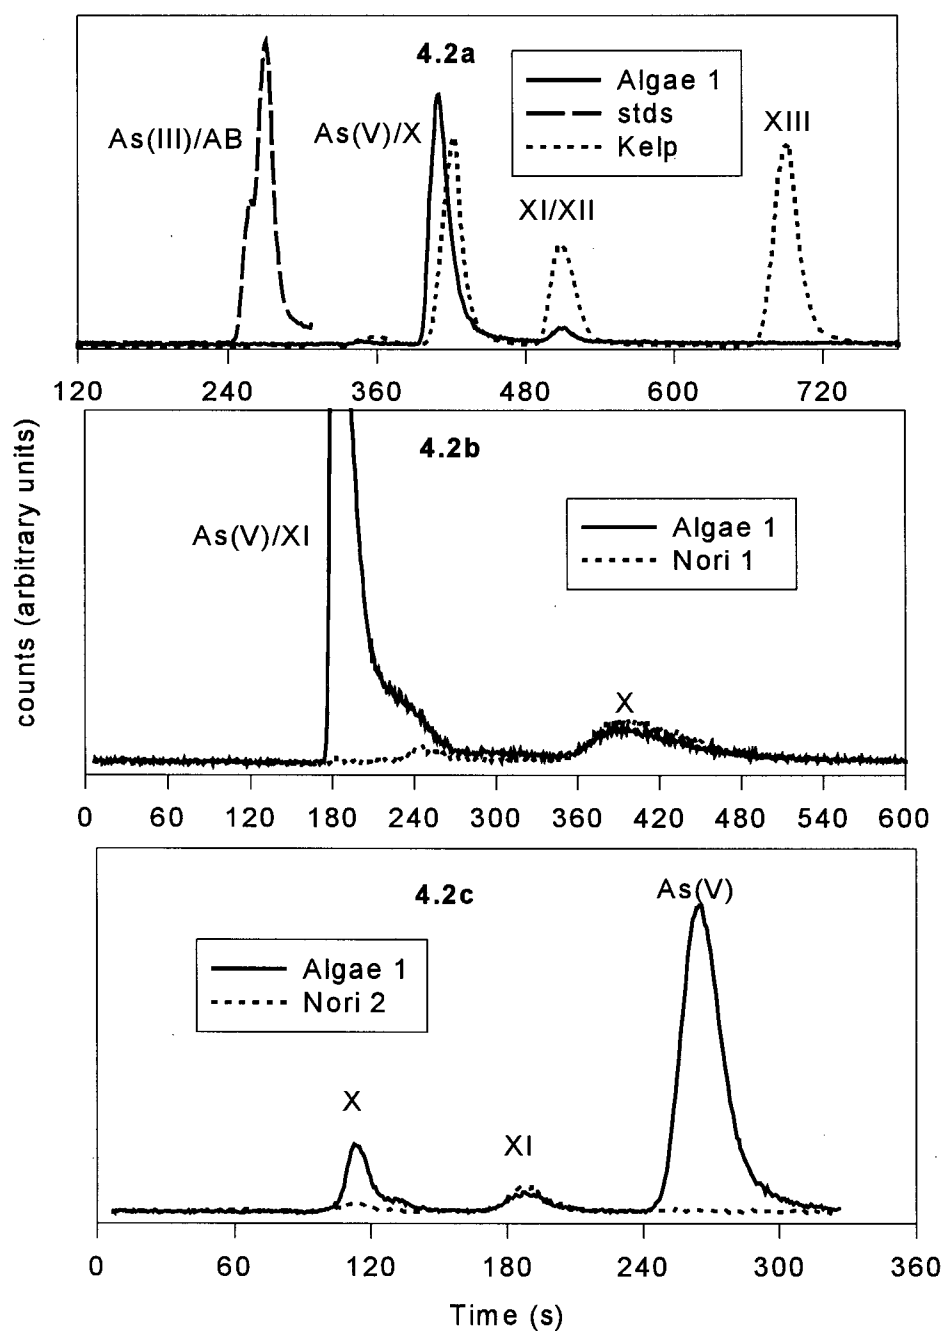 4.2a
Algae 1
stds
Kelp
As(III)/AB
As(V)/X
XI/XII
XIII
120 240 360 480 600 720
4.2b
As(V)/XI
Algae 1
Nori 1
X
0 60 120 180 240 300 360 420 480 540 600
counts (arbitrary units)
4.2c
As(V)
Algae 1
Nori 2
X
XI
0 60 120 180 240 300 360
Time (s)